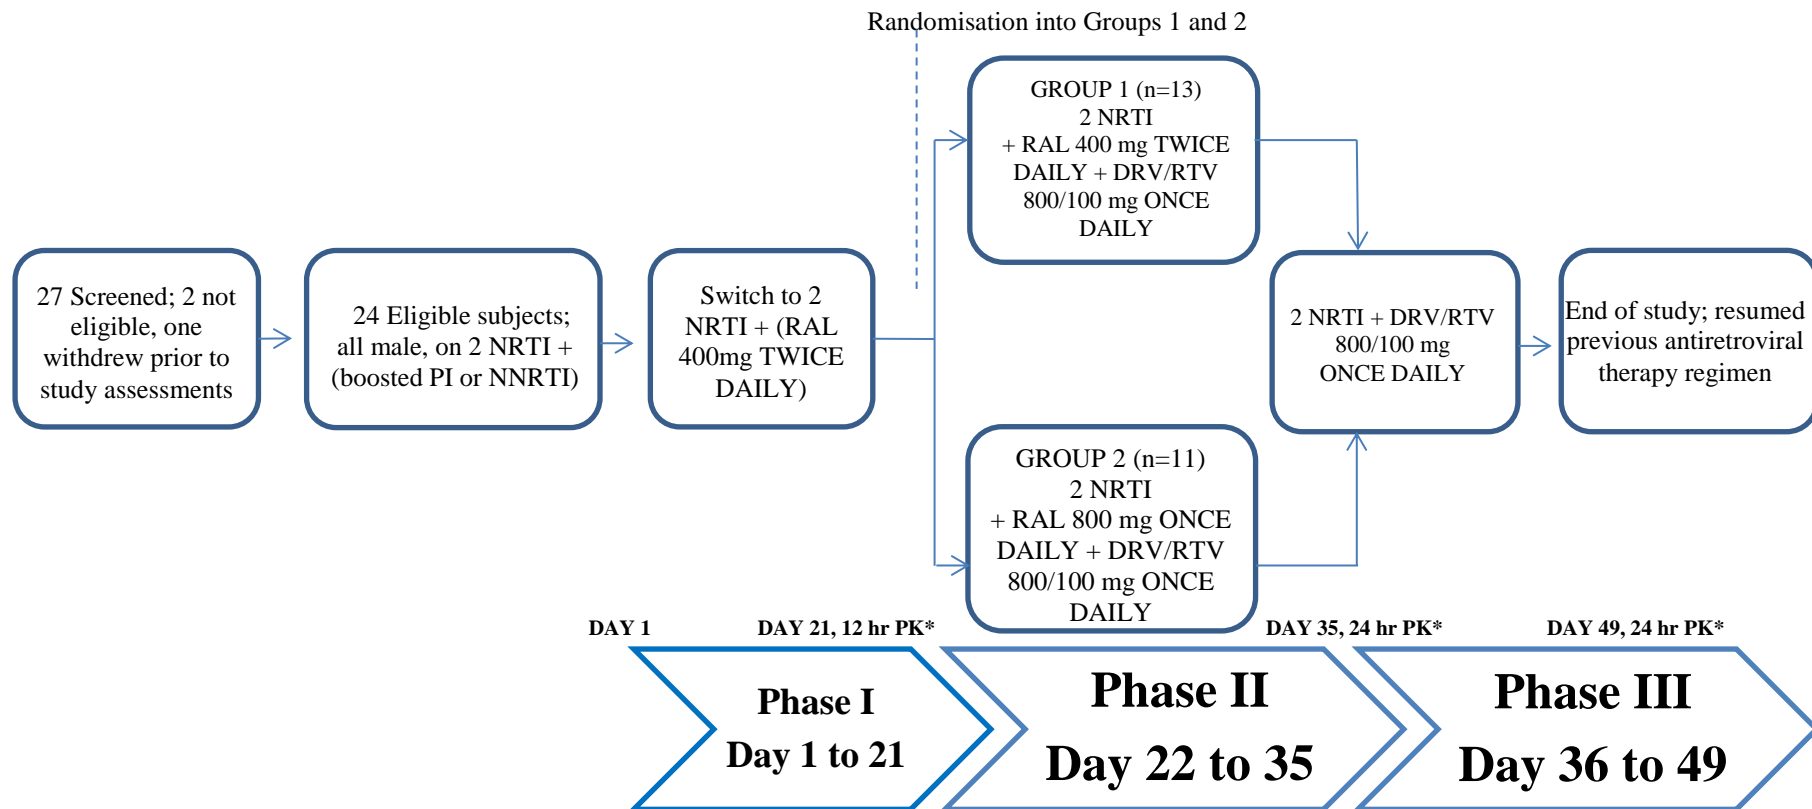 Randomisation into Groups 1 and 2
27 Screened; 2 not
eligible, one
withdrew prior to
study assessments
24 Eligible subjects;
all male, on 2 NRTI +
(boosted PI or NNRTI)
Switch to 2
NRTI + (RAL
400mg TWICE
DAILY)
GROUP 1 (n=13)
2 NRTI
+ RAL 400 mg TWICE
DAILY + DRV/RTV
800/100 mg ONCE
DAILY
GROUP 2 (n=11)
2 NRTI
+ RAL 800 mg ONCE
DAILY + DRV/RTV
800/100 mg ONCE
DAILY
2 NRTI + DRV/RTV
800/100 mg
ONCE DAILY
End of study; resumed
previous antiretroviral
therapy regimen
DAY 1
DAY 21, 12 hr PK*
DAY 35, 24 hr PK*
DAY 49, 24 hr PK*
Phase I
Day 1 to 21
Phase II
Day 22 to 35
Phase III
Day 36 to 49